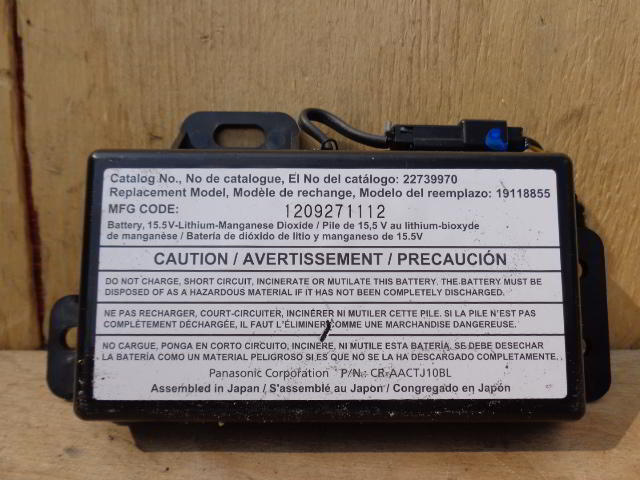 Catalog No., No de catalogue, El No del catálogo: 22739970
Replacement Model, Modèle de rechange, Modelo del reemplazo: 19118855
MFG CODE: 1209271112
Battery, 15.5V-Lithium-Manganese Dioxide / Pile de 15,5 V au lithium-bioxyde
de manganèse / Batería de dióxido de litio y manganeso de 15.5V
CAUTION / AVERTISSEMENT / PRECAUCIÓN
DO NOT CHARGE, SHORT CIRCUIT, INCINERATE OR MUTILATE THIS BATTERY. THE BATTERY MUST BE
DISPOSED OF AS A HAZARDOUS MATERIAL IF IT HAS NOT BEEN COMPLETELY DISCHARGED.
NE PAS RECHARGER, COURT-CIRCUITER, INCINÉRER NI MUTILER CETTE PILE. SI LA PILE N'EST PAS
COMPLÉTEMENT DÉCHARGÉE, IL FAUT L'ÉLIMINER COMME UNE MARCHANDISE DANGEREUSE.
NO CARGUE, PONGA EN CORTO CIRCUITO, INCINERE, NI MUTILE ESTA BATERÍA. SE DEBE DESECHAR
LA BATERÍA COMO UN MATERIAL PELIGROSO SI ES QUE NO SE LA HA DESCARGADO COMPLETAMENTE.
Panasonic Corporation P/N.: CR-AACTJ10BL
Assembled in Japan / S'assemblé au Japon / Congregado en Japón